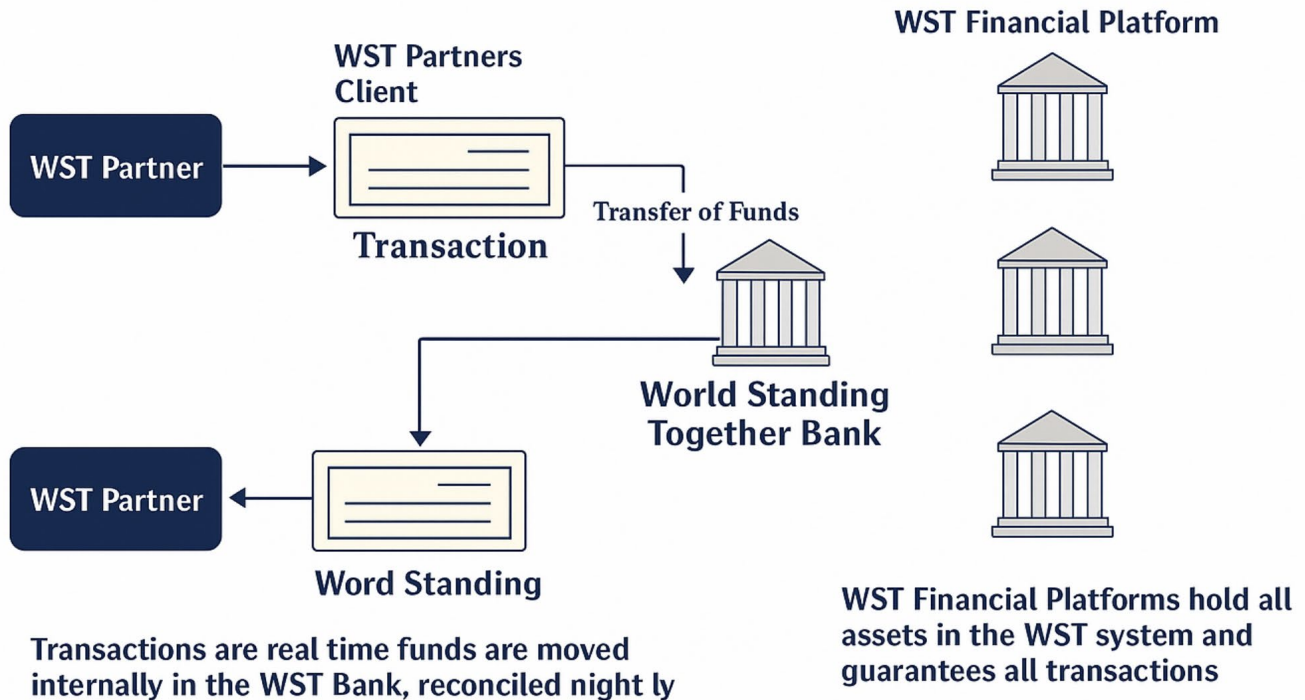 WST Financial Platform
WST Partners
Client
WST Partner
Transaction
Transfer of Funds
World Standing
Together Bank
WST Partner
Word Standing
Transactions are real time funds are moved
internally in the WST Bank, reconciled night ly
WST Financial Platforms hold all
assets in the WST system and
guarantees all transactions